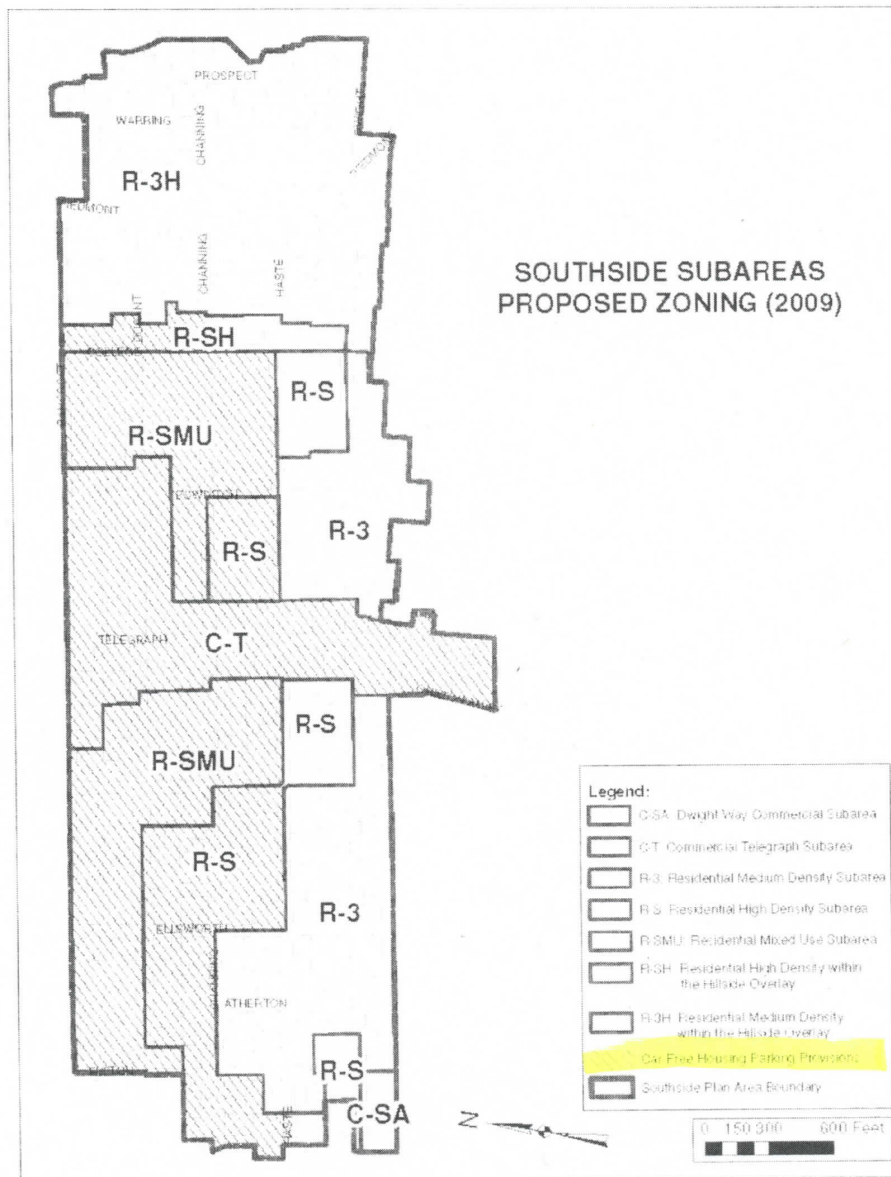 PROSPECT
WARRING
CHANNING
R-3H
CHANNING
HASTE
SOUTHSIDE SUBAREAS
PROPOSED ZONING (2009)
R-SH
R-S
R-SMU
R-3
R-S
TELEGRAPH
C-T
R-S
R-SMU
R-S
R-3
ELLSWORTH
ATHERTON
R-S
C-SA
HASTE
N
Legend:
C-SA: Dwight Way Commercial Subarea
C-T: Commercial Telegraph Subarea
R-3: Residential Medium Density Subarea
R-S: Residential High Density Subarea
R-SMU: Residential Mixed Use Subarea
R-SH: Residential High Density within
the Hillside Overlay
R-3H: Residential Medium Density
within the Hillside Overlay
Car Free Housing Parking Provisions
Southside Plan Area Boundary
0 150 300 600 Feet